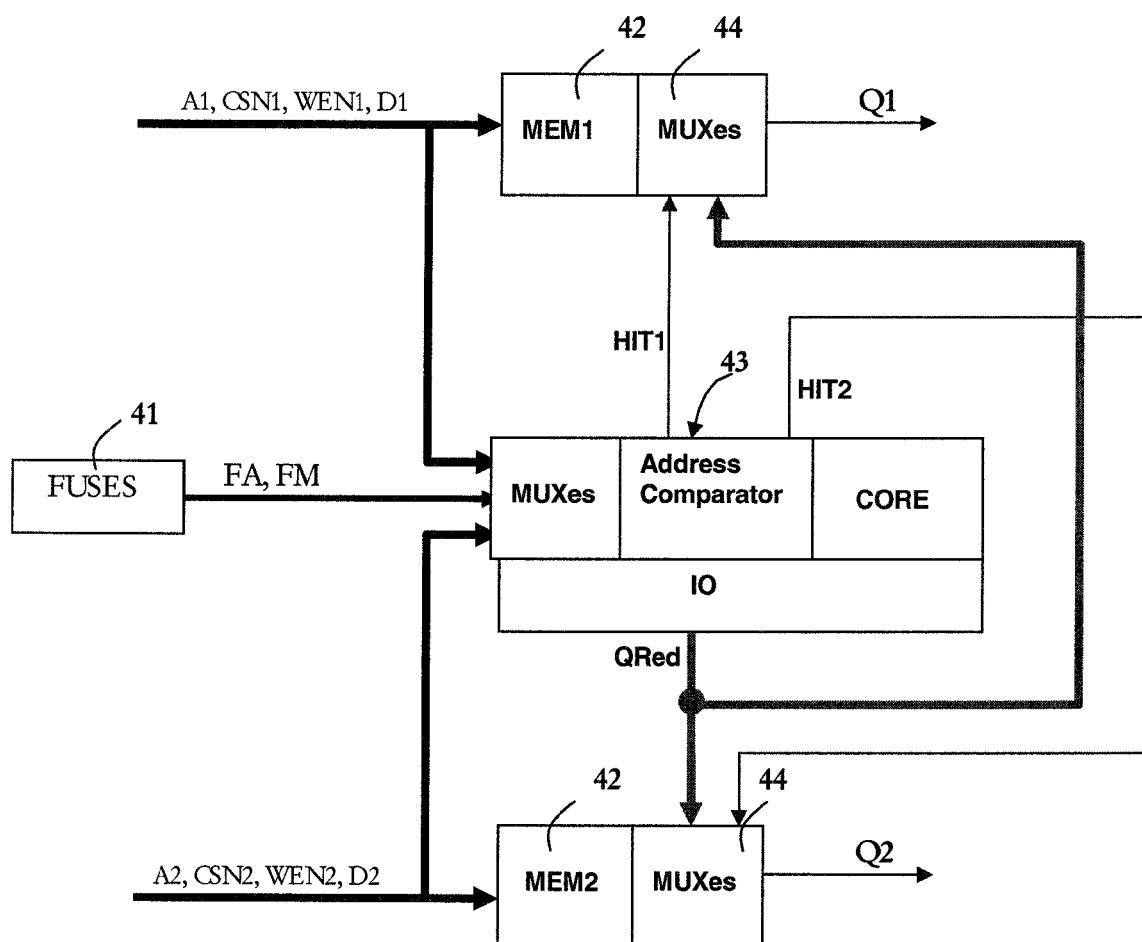 42
44
A1, CSN1, WEN1, D1
MEM1
MUXes
Q1
HIT1
43
HIT2
41
FUSES
FA, FM
MUXes
Address
Comparator
CORE
IO
QRed
42
44
A2, CSN2, WEN2, D2
MEM2
MUXes
Q2